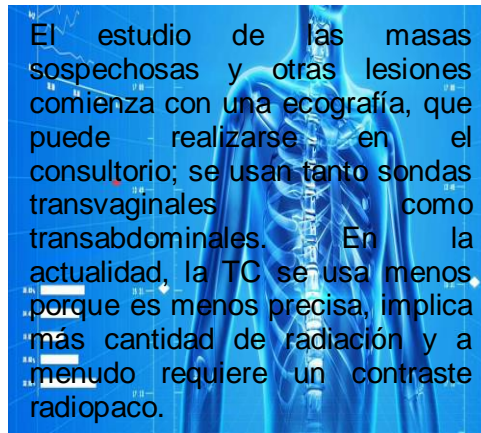 El estudio de las masas
sospechosas y otras lesiones
comienza con una ecografía, que
puede realizarse en el
consultorio; se usan tanto sondas
transvaginales como
transabdominales. En la
actualidad, la TC se usa menos
porque es menos precisa, implica
más cantidad de radiación y a
menudo requiere un contraste
radiopaco.